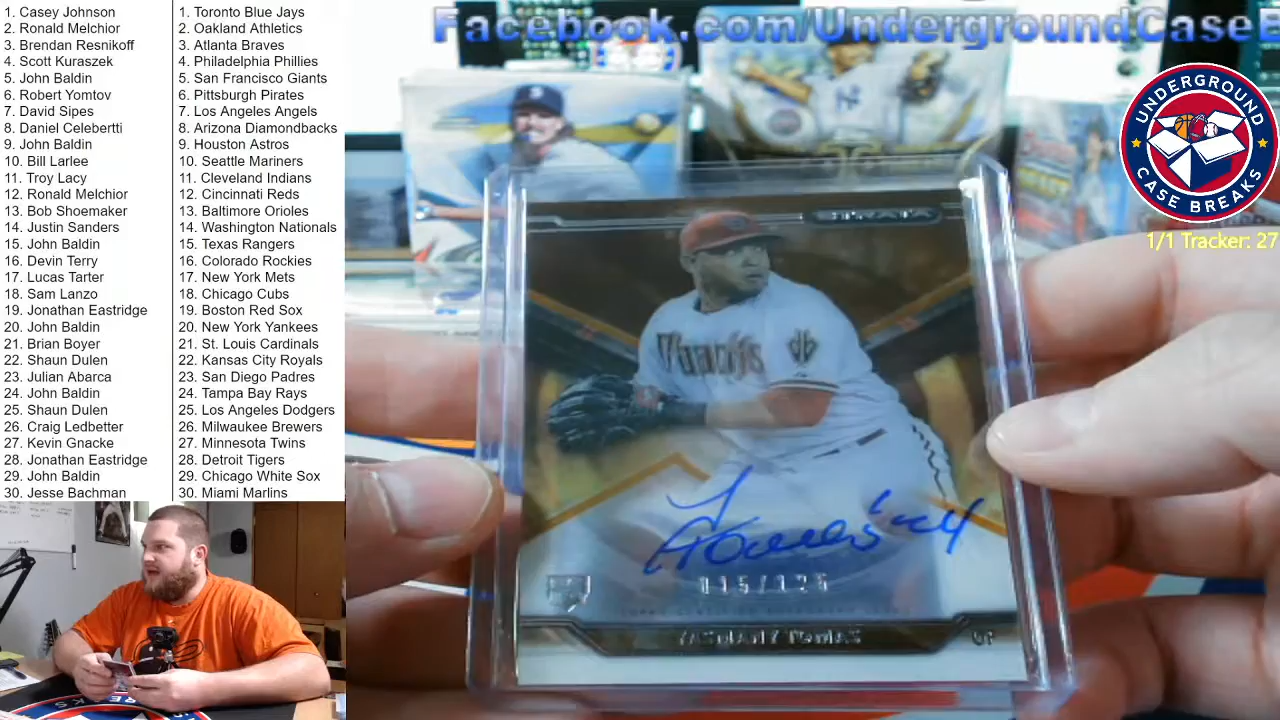 1. Casey Johnson
2. Ronald Melchior
3. Brendan Resnikoff
4. Scott Kuraszek
5. John Baldin
6. Robert Yomtov
7. David Sipes
8. Daniel Celebertti
9. John Baldin
10. Bill Larlee
11. Troy Lacy
12. Ronald Melchior
13. Bob Shoemaker
14. Justin Sanders
15. John Baldin
16. Devin Terry
17. Lucas Tarter
18. Sam Lanzo
19. Jonathan Eastridge
20. John Baldin
21. Brian Boyer
22. Shaun Dulen
23. Julian Abarca
24. John Baldin
25. Shaun Dulen
26. Craig Ledbetter
27. Kevin Gnacke
28. Jonathan Eastridge
29. John Baldin
30. Jesse Bachman
1. Toronto Blue Jays
2. Oakland Athletics
3. Atlanta Braves
4. Philadelphia Phillies
5. San Francisco Giants
6. Pittsburgh Pirates
7. Los Angeles Angels
8. Arizona Diamondbacks
9. Houston Astros
10. Seattle Mariners
11. Cleveland Indians
12. Cincinnati Reds
13. Baltimore Orioles
14. Washington Nationals
15. Texas Rangers
16. Colorado Rockies
17. New York Mets
18. Chicago Cubs
19. Boston Red Sox
20. New York Yankees
21. St. Louis Cardinals
22. Kansas City Royals
23. San Diego Padres
24. Tampa Bay Rays
25. Los Angeles Dodgers
26. Milwaukee Brewers
27. Minnesota Twins
28. Detroit Tigers
29. Chicago White Sox
30. Miami Marlins
Facebook.com/UndergroundCaseB
UNDERGROUND
CASE BREAKS
1/1 Tracker: 27
STRATA
D·backs
db
115/125
YASMANY TOMAS
OF